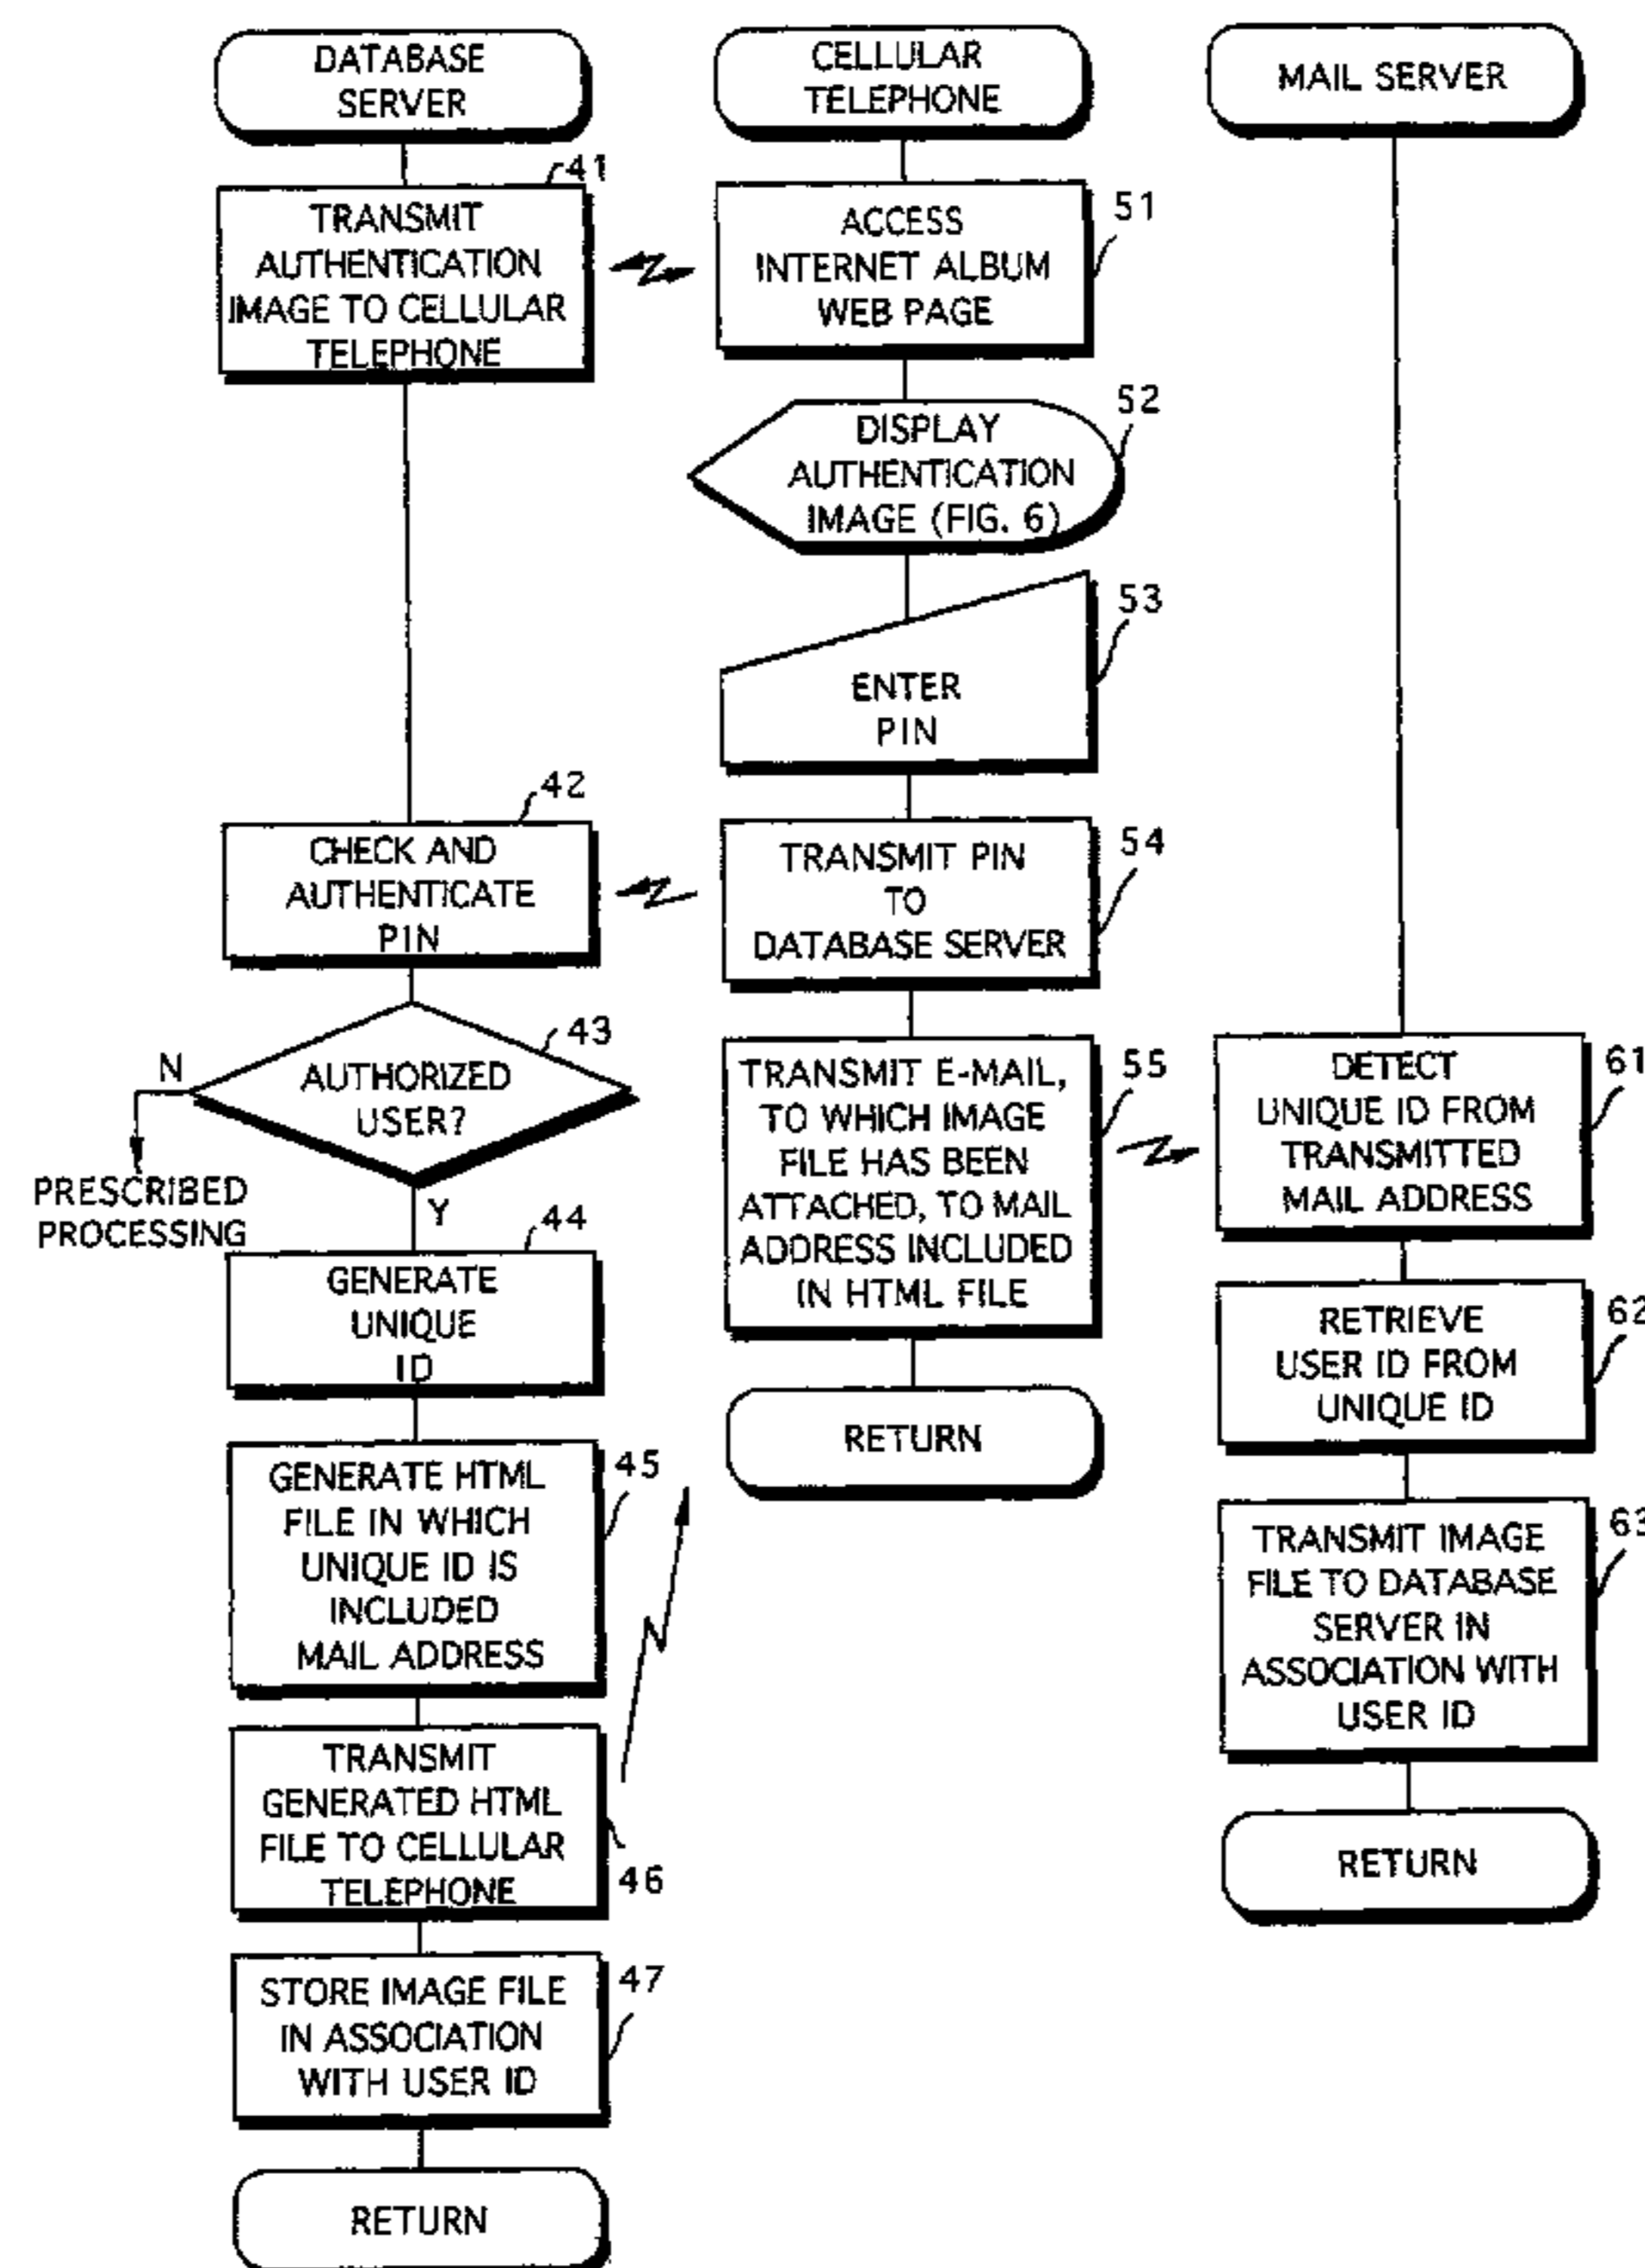 DATABASE
SERVER
41
TRANSMIT
AUTHENTICATION
IMAGE TO CELLULAR
TELEPHONE
42
CHECK AND
AUTHENTICATE
PIN
43
AUTHORIZED
USER?
N
PRESCRIBED
PROCESSING
Y
44
GENERATE
UNIQUE
ID
45
GENERATE HTML
FILE IN WHICH
UNIQUE ID IS
INCLUDED
MAIL ADDRESS
TRANSMIT
GENERATED HTML
FILE TO CELLULAR
TELEPHONE
46
47
STORE IMAGE FILE
IN ASSOCIATION
WITH USER ID
RETURN
CELLULAR
TELEPHONE
51
ACCESS
INTERNET ALBUM
WEB PAGE
52
DISPLAY
AUTHENTICATION
IMAGE (FIG. 6)
53
ENTER
PIN
54
TRANSMIT PIN
TO
DATABASE SERVER
55
TRANSMIT E-MAIL,
TO WHICH IMAGE
FILE HAS BEEN
ATTACHED, TO MAIL
ADDRESS INCLUDED
IN HTML FILE
RETURN
MAIL SERVER
61
DETECT
UNIQUE ID FROM
TRANSMITTED
MAIL ADDRESS
62
RETRIEVE
USER ID FROM
UNIQUE ID
63
TRANSMIT IMAGE
FILE TO DATABASE
SERVER IN
ASSOCIATION WITH
USER ID
RETURN